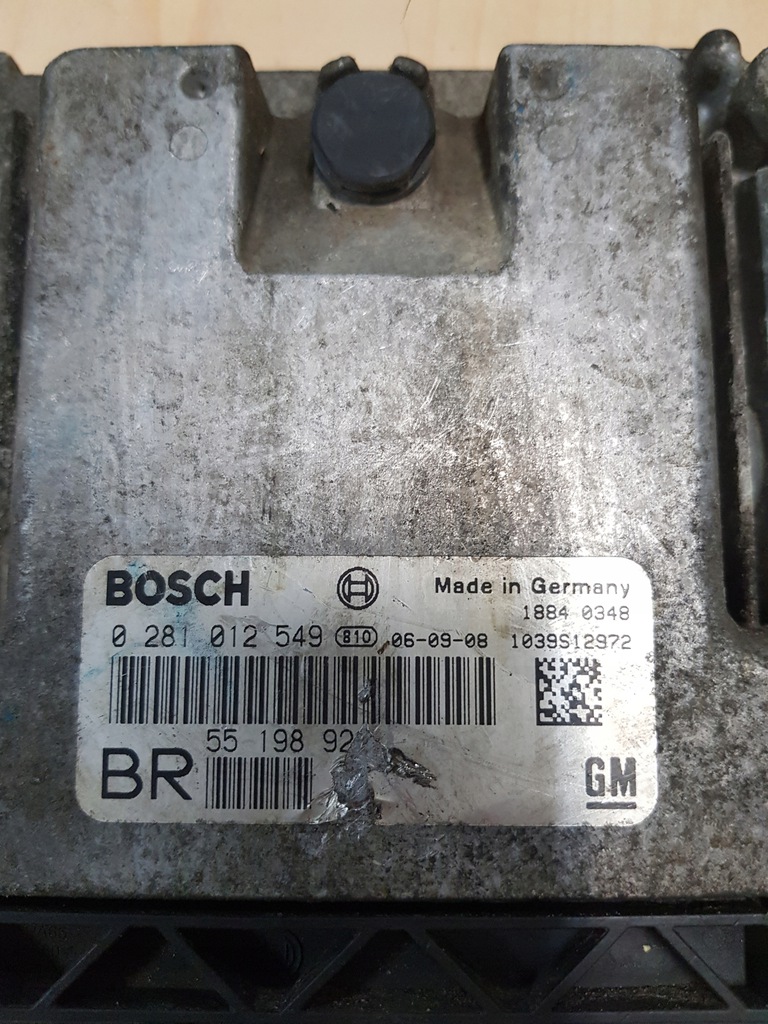 BOSCH Made in Germany
1884 0348
0 281 012 549 810 06-09-08 1039S12972
55 198 92
BR GM